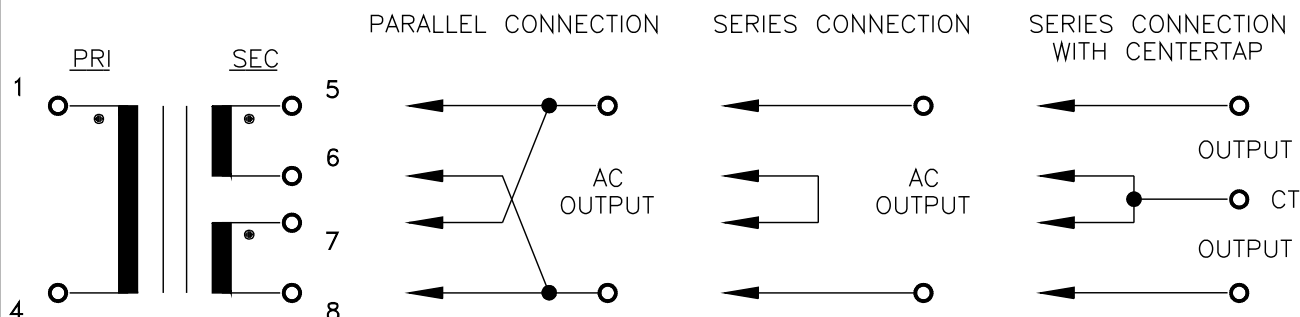 PARALLEL CONNECTION
SERIES CONNECTION
SERIES CONNECTION
WITH CENTERTAP
PRI
SEC
1
5
6
7
4
8
AC
OUTPUT
AC
OUTPUT
OUTPUT
CT
OUTPUT